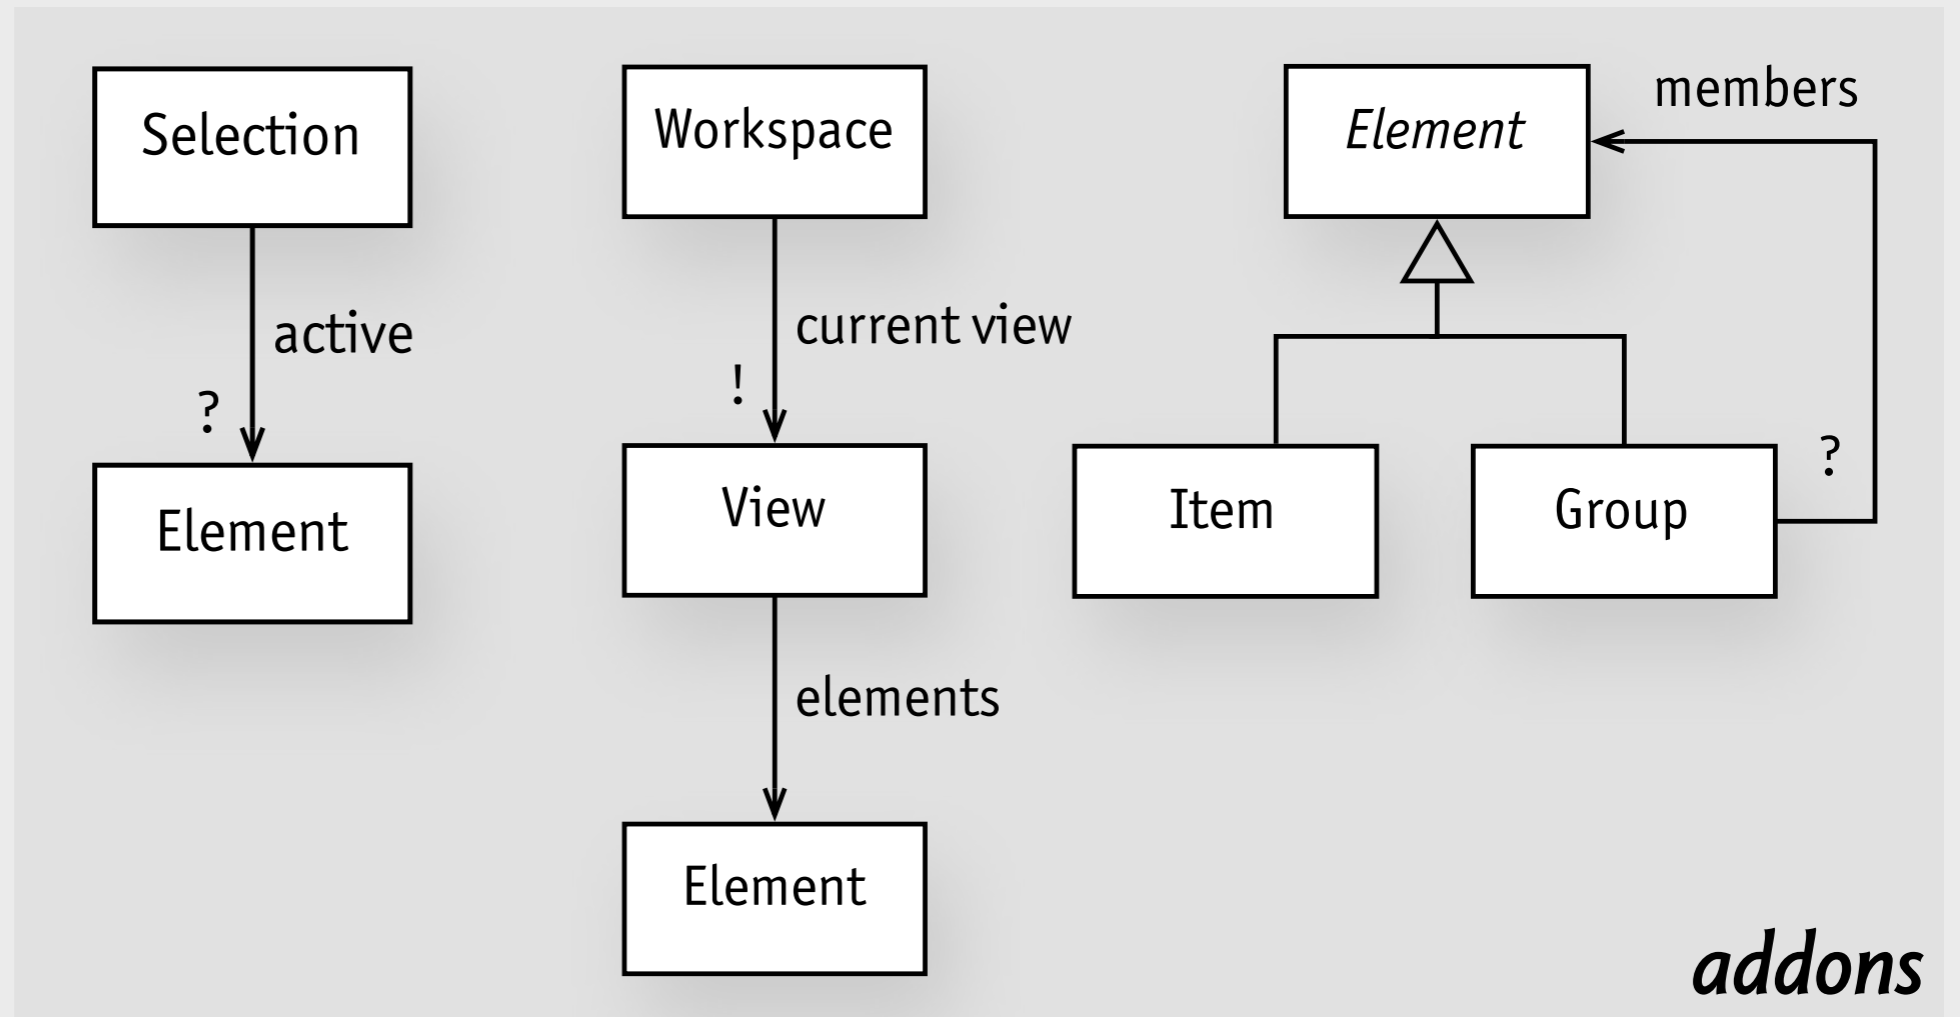 Selection
active
?
Element
Workspace
current view
!
View
elements
Element
Element
members
Item
Group
?
addons